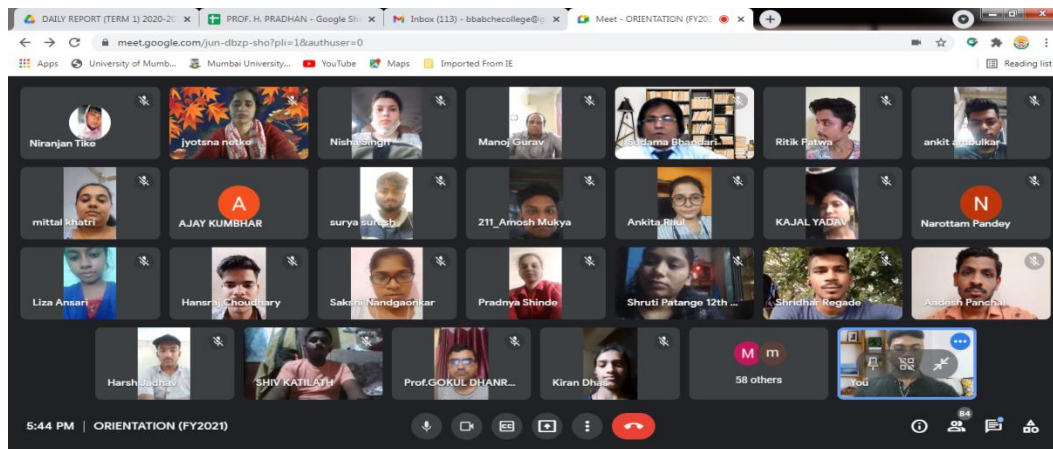 DAILY REPORT (TERM 1) 2020-20
PROF. H. PRADHAN - Google Sh
Inbox (113) - bbabchecollege@g
Meet - ORIENTATION (FY202
meet.google.com/jun-dbzp-sho?pli=1&authuser=0
Apps University of Mumb... Mumbai University... YouTube Maps Imported From IE Reading list
Niranjan Tike jyotsna netke Nisha Singh Manoj Gurav Sudama Bhandari Ritik Patwa ankit ambulkar
mittal khatri A AJAY KUMBHAR surya suresh 211_Amosh Mukya Ankita KAJAL YADAV N Narottam Pandey
Liza Ansari Hansraj Choudhary Sakshi Nandgaonkar Pradnya Shinde Shruti Patange 12th ... Shridhar Regade Aadesh Panchal
Harsh Jadhav SHIV KATILATH Prof.GOKUL DHANR... Kiran Dhas M m 58 others You
5:44 PM | ORIENTATION (FY2021) CC 84